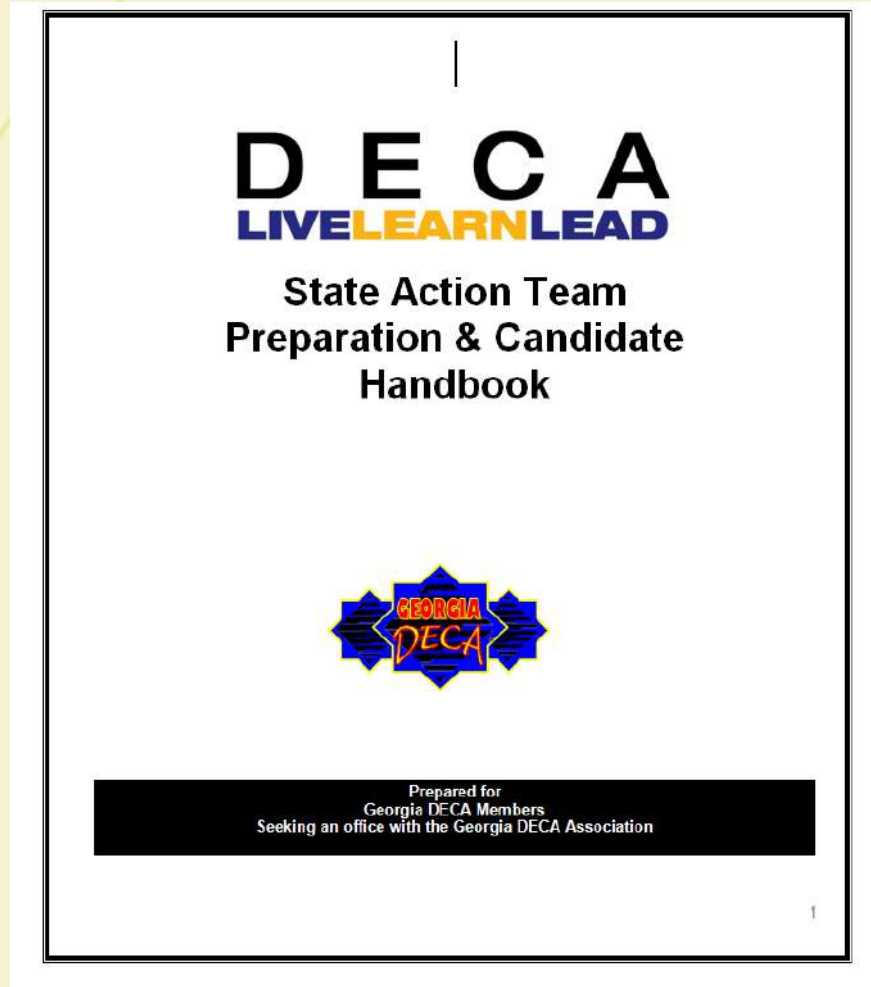 D E C A
LIVELEARNLEAD
State Action Team
Preparation & Candidate
Handbook
GEORGIA
DECA
Prepared for
Georgia DECA Members
Seeking an office with the Georgia DECA Association
1